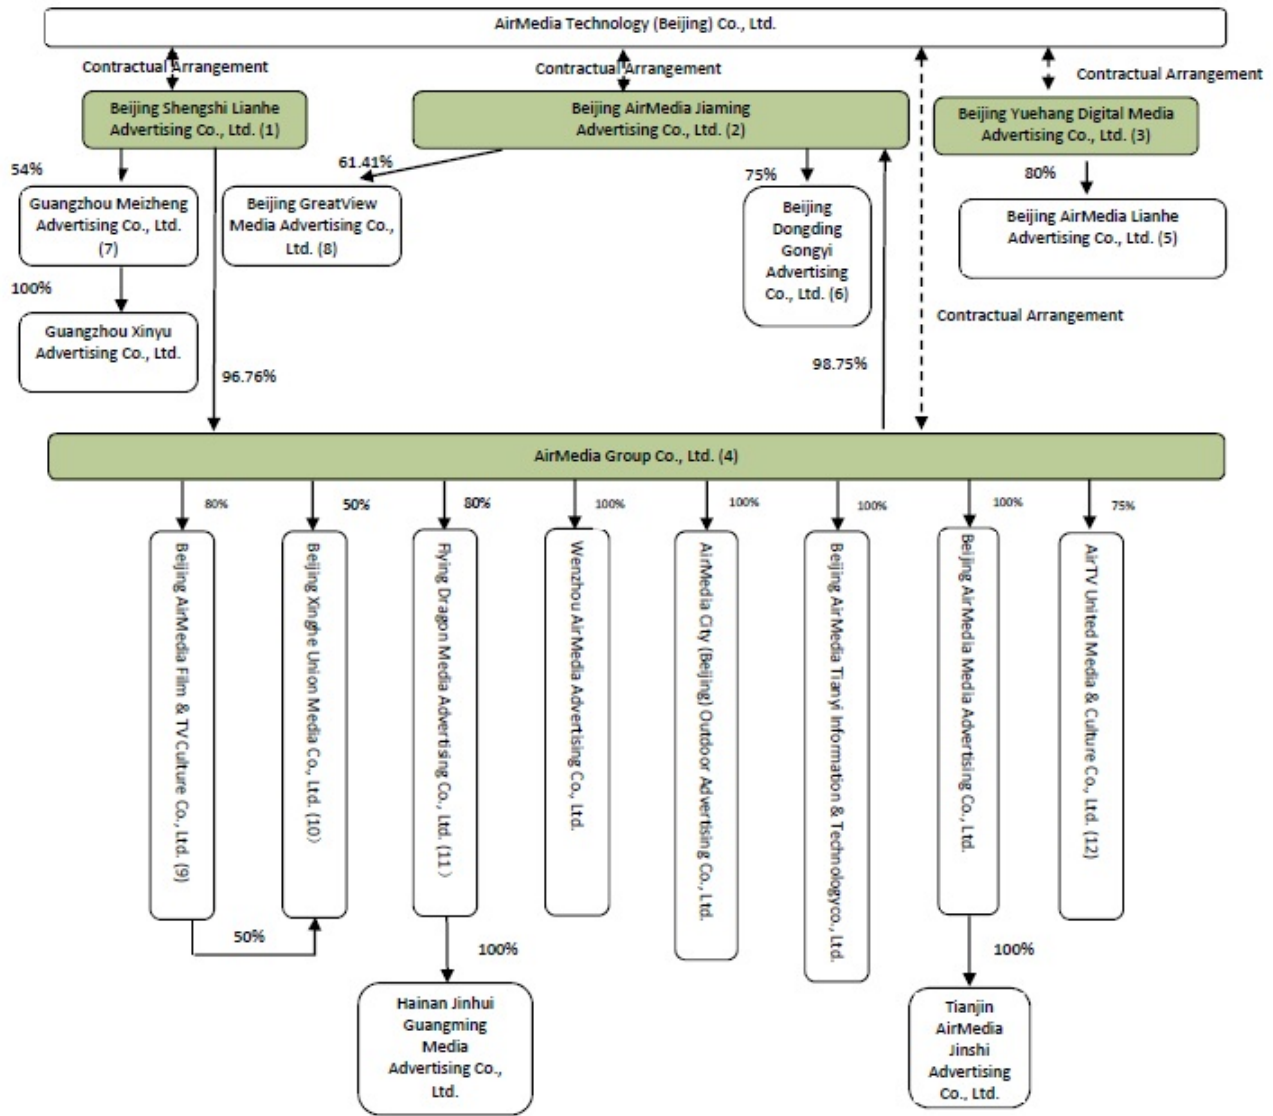 AirMedia Technology (Beijing) Co., Ltd.
Contractual Arrangement
Contractual Arrangement
Contractual Arrangement
Beijing Shengshi Lianhe
Advertising Co., Ltd. (1)
Beijing AirMedia Jiaming
Advertising Co., Ltd. (2)
Beijing Yuehang Digital Media
Advertising Co., Ltd. (3)
54%
61.41%
75%
80%
Guangzhou Meizheng
Advertising Co., Ltd.
(7)
Beijing GreatView
Media Advertising Co.,
Ltd. (8)
Beijing
Dongding
Gongyi
Advertising
Co., Ltd. (6)
Beijing AirMedia Lianhe
Advertising Co., Ltd. (5)
100%
Guangzhou Xinyu
Advertising Co., Ltd.
Contractual Arrangement
96.76%
98.75%
AirMedia Group Co., Ltd. (4)
80%
50%
80%
100%
100%
100%
100%
75%
Beijing AirMedia Film & TV Culture Co., Ltd. (9)
Beijing Xinghe Union Media Co., Ltd. (10)
Flying Dragon Media Advertising Co., Ltd. (11)
Wenzhou AirMedia Advertising Co., Ltd.
AirMedia City (Beijing) Outdoor Advertising Co., Ltd.
Beijing AirMedia Tianyi Information & Technologyco., Ltd.
Beijing AirMedia Media Advertising Co., Ltd.
AirTV United Media & Culture Co., Ltd. (12)
50%
100%
100%
Hainan Jinhui
Guangming
Media
Advertising Co.,
Ltd.
Tianjin
AirMedia
Jinshi
Advertising
Co., Ltd.